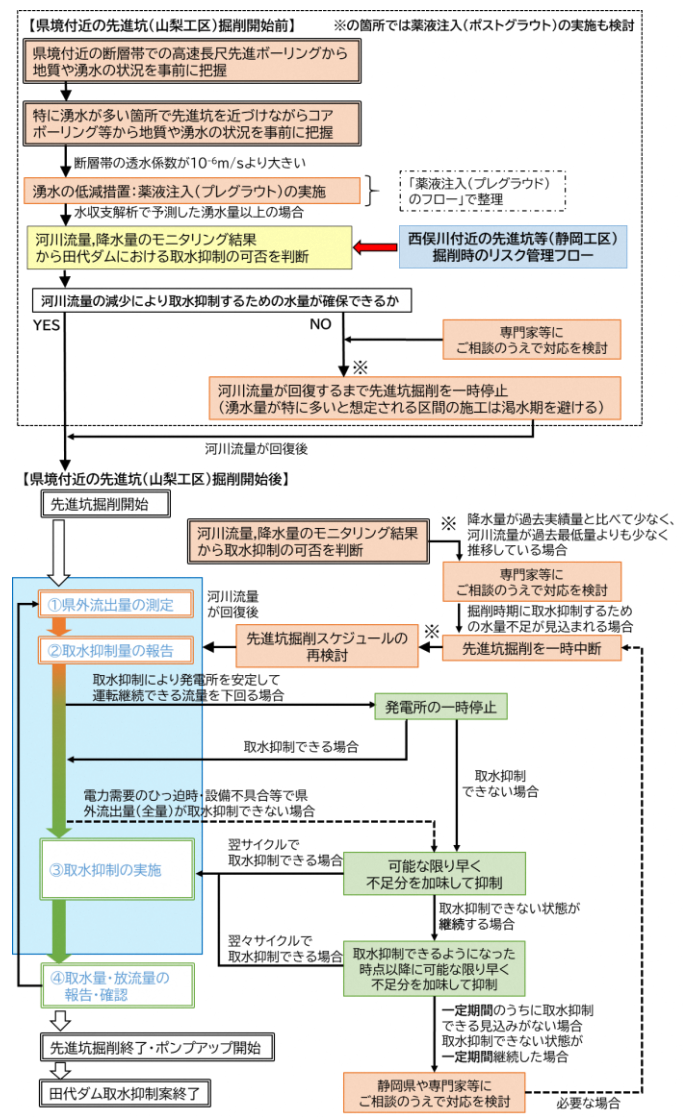 【県境付近の先進坑(山梨工区)掘削開始前】
※の箇所では薬液注入(ポストグラウト)の実施も検討
県境付近の断層帯での高速長尺先進ボーリングから
地質や湧水の状況を事前に把握
特に湧水が多い箇所で先進坑を近づけながらコア
ボーリング等から地質や湧水の状況を事前に把握
断層帯の透水係数が10⁻⁶m/sより大きい
湧水の低減措置:薬液注入(プレグラウト)の実施
「薬液注入(プレグラウド)
のフロー」で整理
水収支解析で予測した湧水量以上の場合
河川流量,降水量のモニタリング結果
から田代ダムにおける取水抑制の可否を判断
西俣川付近の先進坑等(静岡工区)
掘削時のリスク管理フロー
河川流量の減少により取水抑制するための水量が確保できるか
YES
NO
専門家等に
ご相談のうえで対応を検討
※
河川流量が回復するまで先進坑掘削を一時停止
(湧水量が特に多いと想定される区間の施工は渇水期を避ける)
河川流量が回復後
【県境付近の先進坑(山梨工区)掘削開始後】
先進坑掘削開始
河川流量,降水量のモニタリング結果
から取水抑制の可否を判断
※
降水量が過去実績量と比べて少なく、
河川流量が過去最低量よりも少なく
推移している場合
専門家等に
ご相談のうえで対応を検討
①県外流出量の測定
河川流量
が回復後
掘削時期に取水抑制するため
の水量不足が見込まれる場合
②取水抑制量の報告
先進坑掘削スケジュールの
再検討
※
先進坑掘削を一時中断
取水抑制により発電所を安定して
運転継続できる流量を下回る場合
発電所の一時停止
取水抑制できる場合
取水抑制
できない場合
電力需要のひっ迫時・設備不具合等で県
外流出量(全量)が取水抑制できない場合
③取水抑制の実施
翌サイクルで
取水抑制できる場合
可能な限り早く
不足分を加味して抑制
取水抑制できない状態が
継続する場合
翌々サイクルで
取水抑制できる場合
取水抑制できるようになった
時点以降に可能な限り早く
不足分を加味して抑制
④取水量・放流量の
報告・確認
一定期間のうちに取水抑制
できる見込みがない場合
取水抑制できない状態が
一定期間継続した場合
先進坑掘削終了・ポンプアップ開始
田代ダム取水抑制案終了
静岡県や専門家等に
ご相談のうえで対応を検討
必要な場合